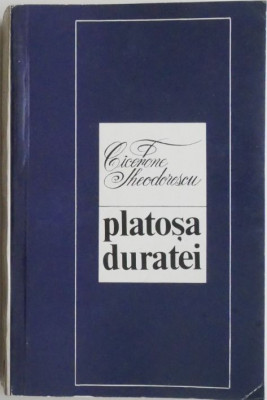 Cicerone
Theodorescu
platoșa
duratei